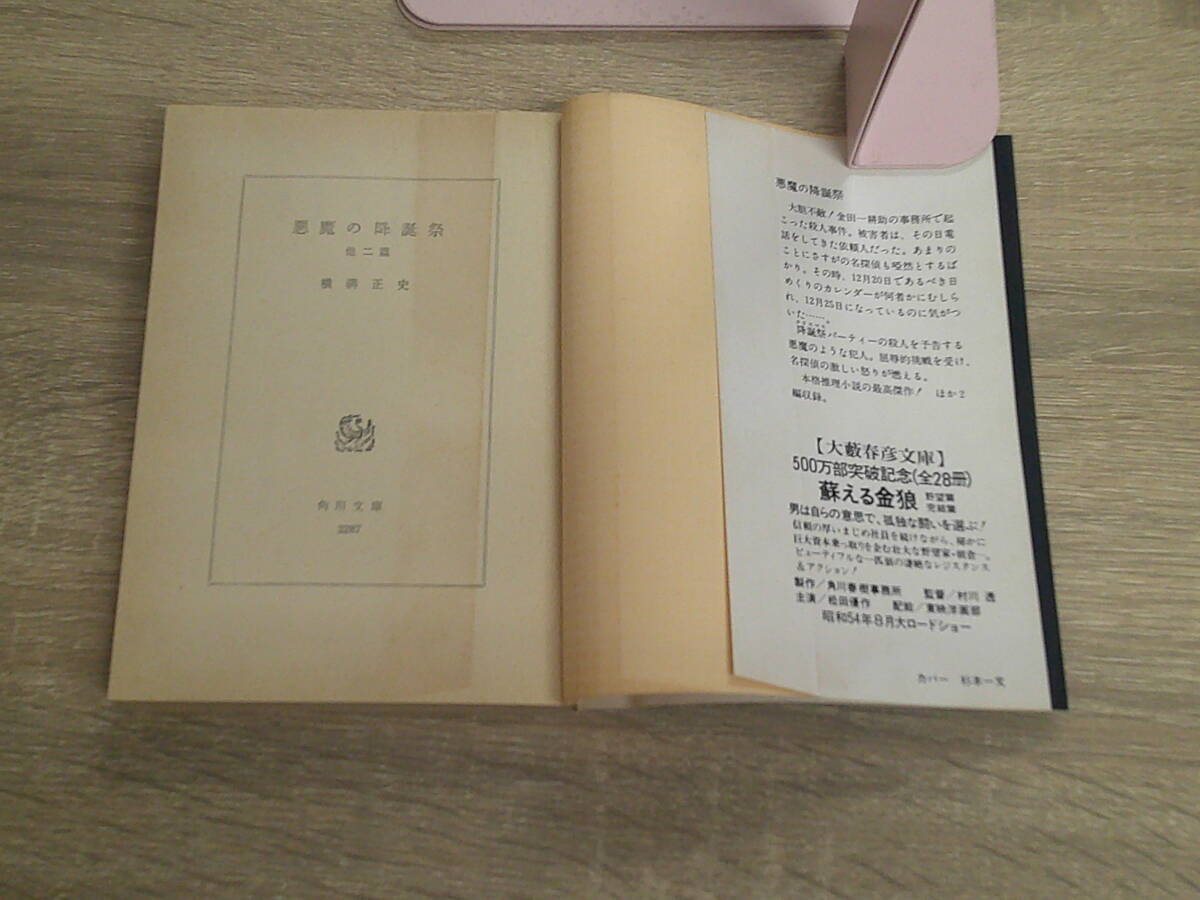 悪魔の降誕祭
他二篇
横溝正史
角川文庫
2287
悪魔の降誕祭
大胆不敵!金田一耕助の事務所で起
こった殺人事件。被害者は、その日電
話をしてきた依頼人だった。あまりの
ことにさすがの名探偵も唖然とするば
かり。その時、12月20日であるべき日
めくりのカレンダーが何者かにむしら
れ、12月25日になっているのに気がつ
いた……。
降誕祭パーティーの殺人を予告する
悪魔のような犯人。屈辱的挑戦を受け、
名探偵の激しい怒りが燃える。
本格推理小説の最高傑作! ほか2
編収録。
【大藪春彦文庫】
500万部突破記念(全28冊)
蘇える金狼 野望篇
完結篇
男は自らの意思で、孤独な闘いを選ぶ!
信頼の厚いまじめ社員を続けながら、秘かに
巨大資本乗っ取りを企む壮大な野望家・朝倉―。
ビューティフルな一匹狼の凄絶なレジスタンス
&アクション!
製作/角川春樹事務所 監督/村川 透
主演/松田優作 配給/東映洋画部
昭和54年8月大ロードショー
カバー 杉本一文